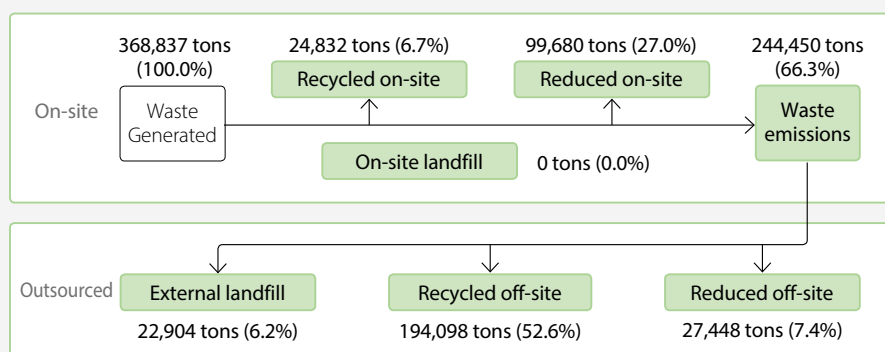 368,837 tons
(100.0%)
24,832 tons (6.7%)
99,680 tons (27.0%)
244,450 tons
(66.3%)
On-site
Waste
Generated
Recycled on-site
Reduced on-site
Waste
emissions
On-site landfill
0 tons (0.0%)
Outsourced
External landfill
Recycled off-site
Reduced off-site
22,904 tons (6.2%)
194,098 tons (52.6%)
27,448 tons (7.4%)